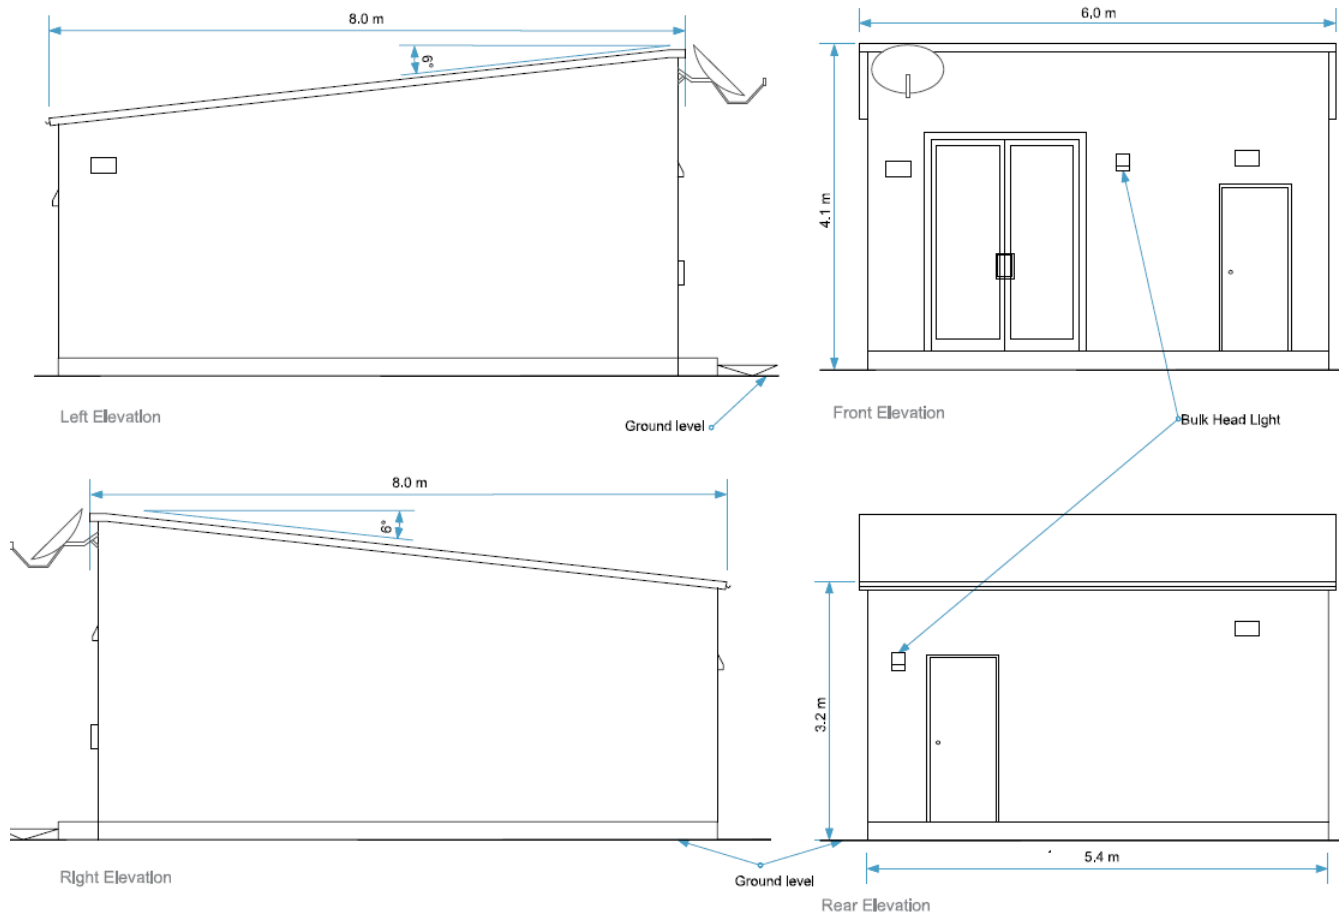 8.0 m
6,0 m
6°
4.1 m
Left Elevation
Ground level
Front Elevation
Bulk Head Light
8.0 m
6°
3.2 m
Right Elevation
Ground level
5.4 m
Rear Elevation